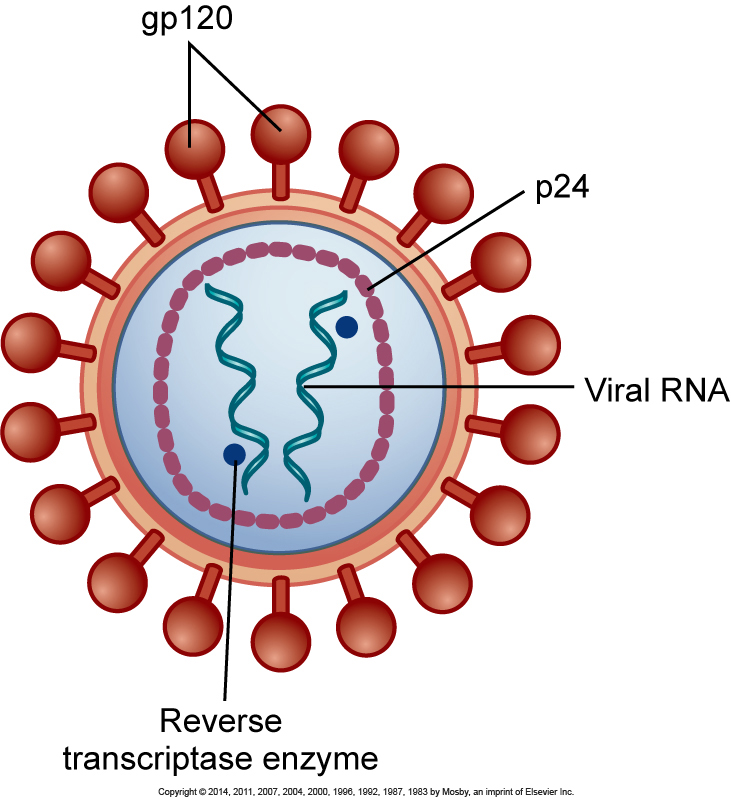 gp120
p24
Viral RNA
Reverse
transcriptase enzyme
Copyright © 2014, 2011, 2007, 2004, 2000, 1996, 1992, 1987, 1983 by Mosby, an imprint of Elsevier Inc.